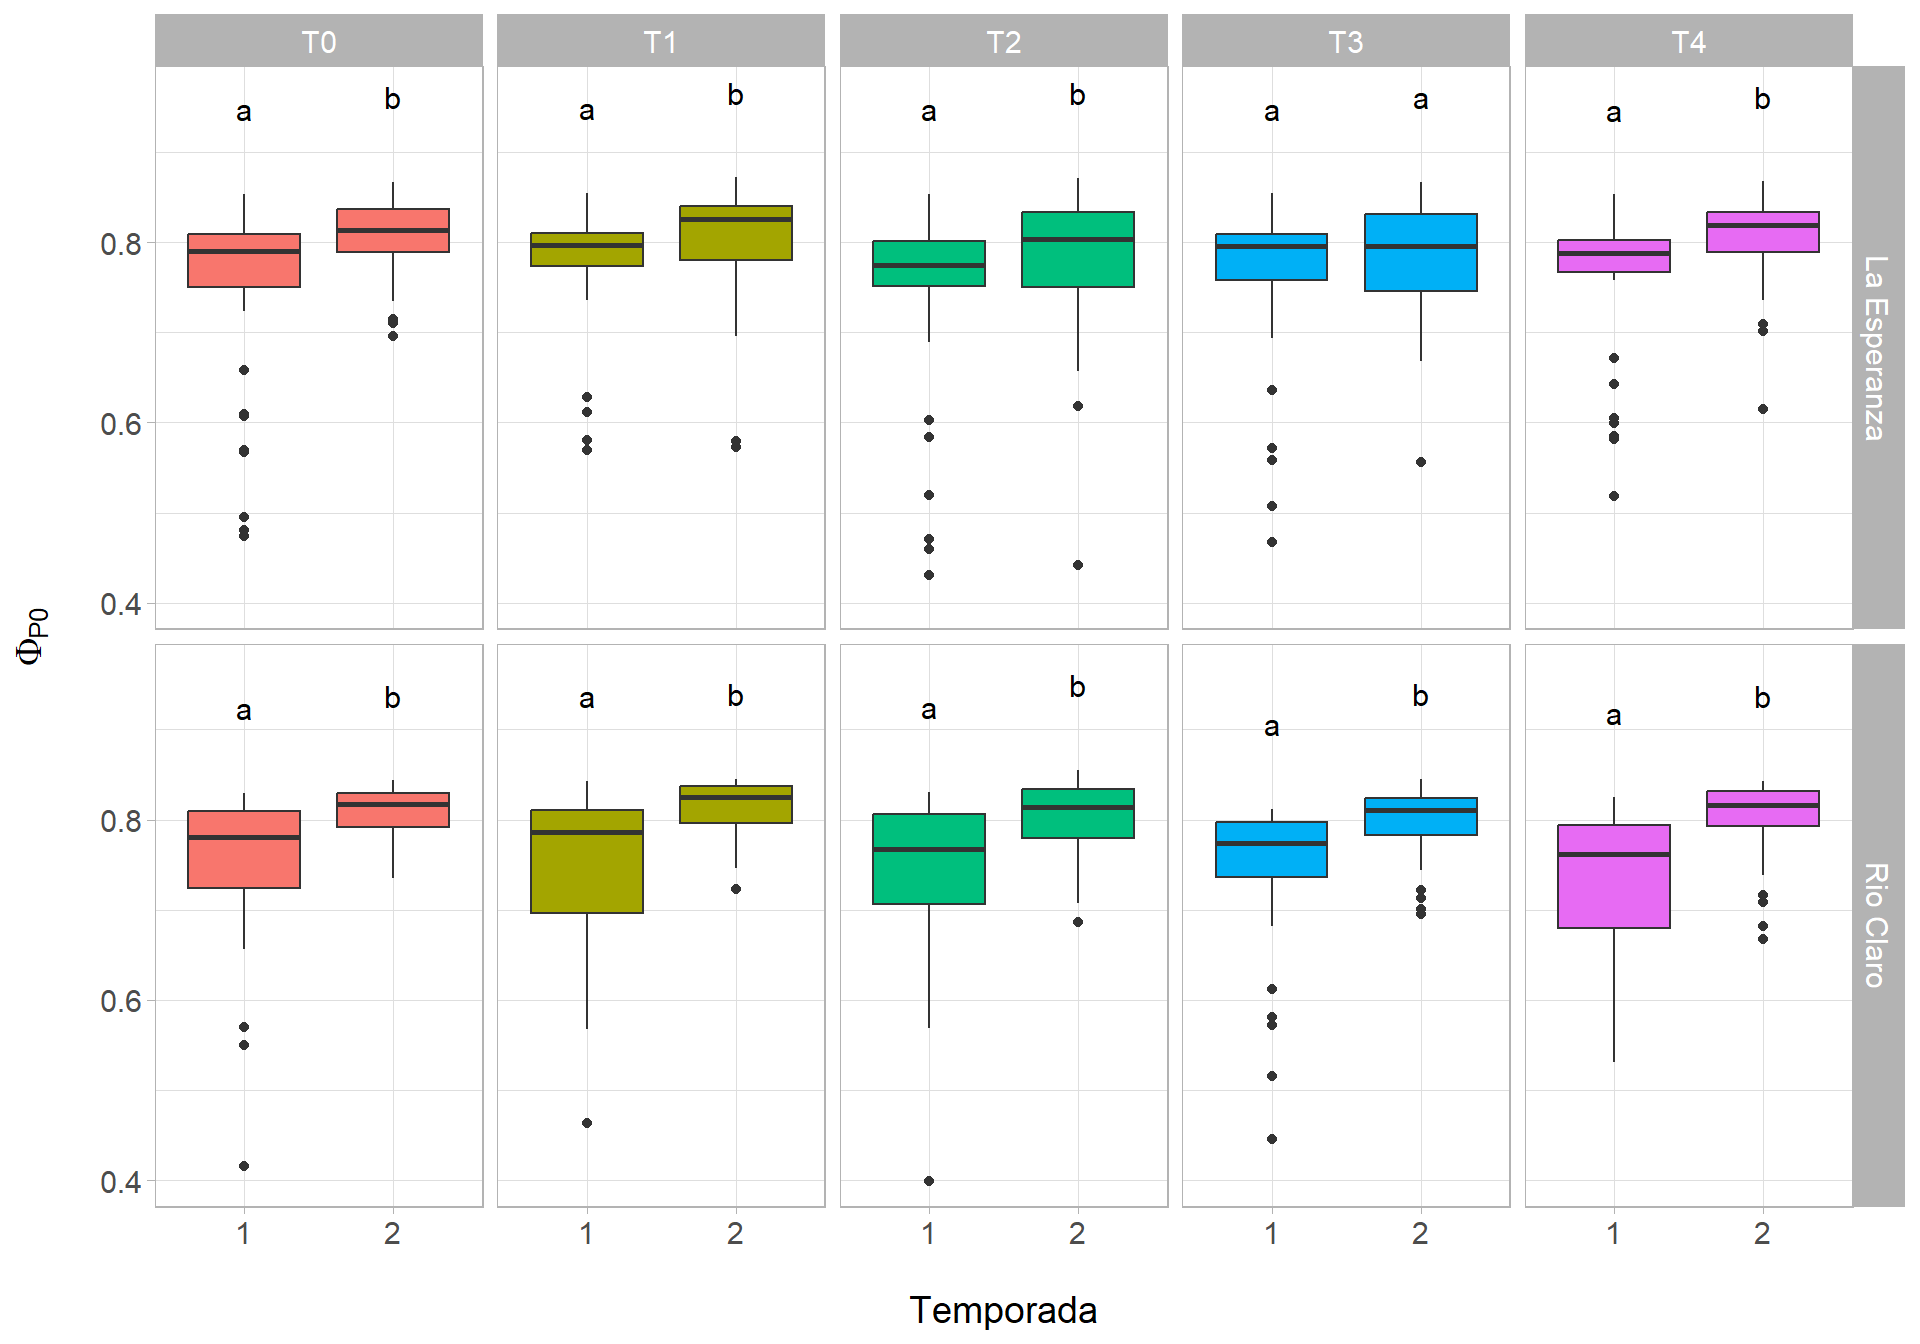 T0 T1 T2 T3 T4
a b a b a b a a a b
0.8
0.6
0.4
La Esperanza
ΦP0
a b a b a b a b a b
0.8
0.6
0.4
Rio Claro
1 2 1 2 1 2 1 2 1 2
Temporada